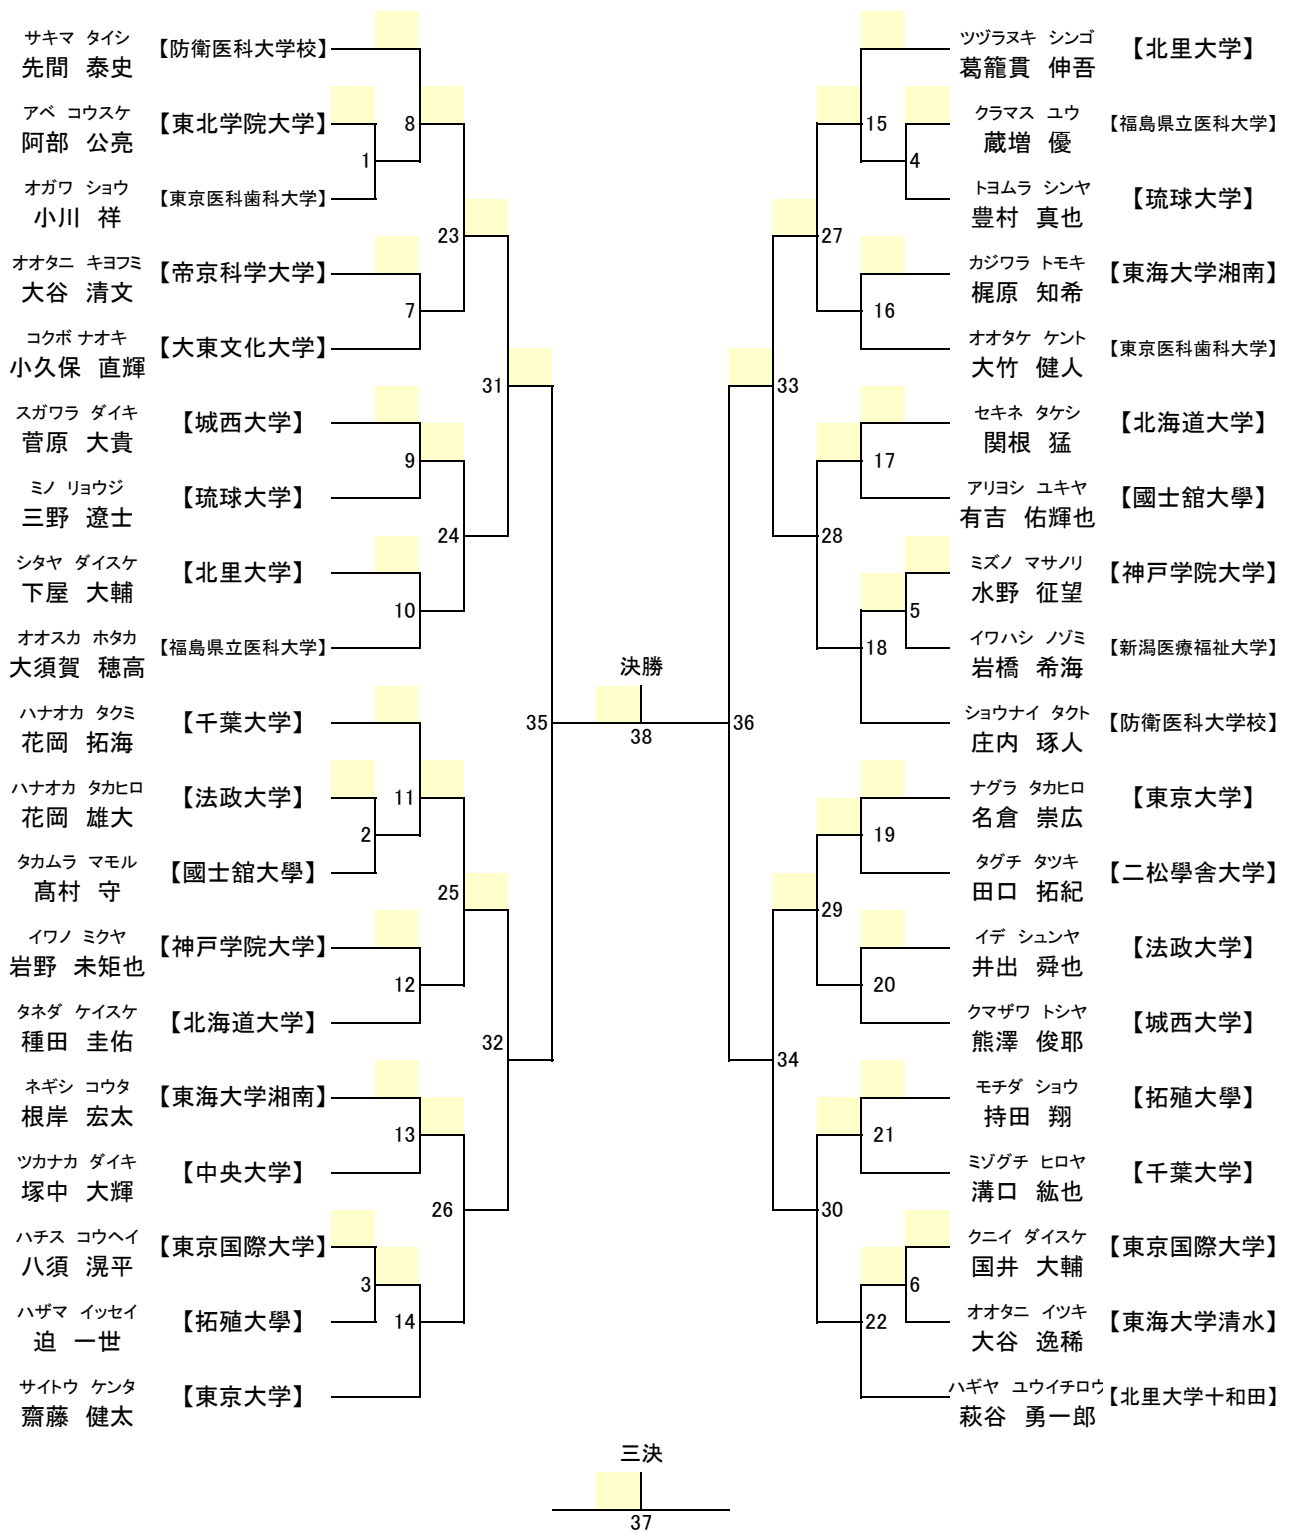 サキマ タイシ
先間 泰史 【防衛医科大学校】
アベ コウスケ
阿部 公亮 【東北学院大学】
8
1
オガワ ショウ
小川 祥 【東京医科歯科大学】
23
オオタニ キヨフミ
大谷 清文 【帝京科学大学】
7
コクボ ナオキ
小久保 直輝 【大東文化大学】
31
スガワラ ダイキ
菅原 大貴 【城西大学】
9
ミノ リョウジ
三野 遼士 【琉球大学】
24
シタヤ ダイスケ
下屋 大輔 【北里大学】
10
オオスカ ホタカ
大須賀 穂高 【福島県立医科大学】
ハナオカ タクミ
花岡 拓海 【千葉大学】
35
ハナオカ タカヒロ
花岡 雄大 【法政大学】
11
2
タカムラ マモル
髙村 守 【國士舘大學】
25
イワノ ミクヤ
岩野 未矩也 【神戸学院大学】
12
タネダ ケイスケ
種田 圭佑 【北海道大学】
32
ネギシ コウタ
根岸 宏太 【東海大学湘南】
13
ツカナカ ダイキ
塚中 大輝 【中央大学】
26
ハチス コウヘイ
八須 滉平 【東京国際大学】
3
ハザマ イッセイ
迫 一世 【拓殖大學】
14
サイトウ ケンタ
齋藤 健太 【東京大学】
決勝
38
ツヅラヌキ シンゴ
葛籠貫 伸吾 【北里大学】
15
クラマス ユウ
蔵増 優 【福島県立医科大学】
4
トヨムラ シンヤ
豊村 真也 【琉球大学】
27
カジワラ トモキ
梶原 知希 【東海大学湘南】
16
オオタケ ケント
大竹 健人 【東京医科歯科大学】
33
セキネ タケシ
関根 猛 【北海道大学】
17
アリヨシ ユキヤ
有吉 佑輝也 【國士舘大學】
28
ミズノ マサノリ
水野 征望 【神戸学院大学】
5
イワハシ ノゾミ
岩橋 希海 【新潟医療福祉大学】
18
ショウナイ タクト
庄内 琢人 【防衛医科大学校】
36
ナグラ タカヒロ
名倉 崇広 【東京大学】
19
タグチ タツキ
田口 拓紀 【二松學舎大学】
29
イデ シュンヤ
井出 舜也 【法政大学】
20
クマザワ トシヤ
熊澤 俊耶 【城西大学】
34
モチダ ショウ
持田 翔 【拓殖大學】
21
ミゾグチ ヒロヤ
溝口 紘也 【千葉大学】
30
クニイ ダイスケ
国井 大輔 【東京国際大学】
6
オオタニ イツキ
大谷 逸稀 【東海大学清水】
22
ハギヤ ユウイチロウ
萩谷 勇一郎 【北里大学十和田】
三決
37